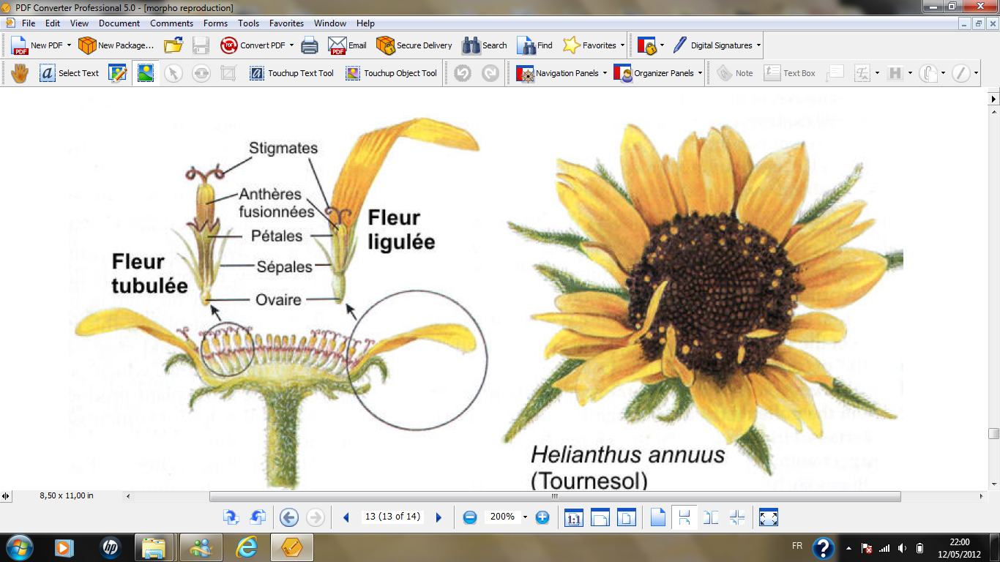 PDF Converter Professional 5.0 - [morpho reproduction]
File Edit View Document Comments Forms Tools Favorites Window Help
New PDF New Package... Convert PDF Email Secure Delivery Search Find Favorites Digital Signatures
Select Text Touchup Text Tool Touchup Object Tool Navigation Panels Organizer Panels Note Text Box
Stigmates
Anthères
fusionnées
Pétales
Sépales
Ovaire
Fleur
tubulée
Fleur
ligulée
Helianthus annuus
(Tournesol)
8,50 x 11,00 in
13 (13 of 14) 200% 1:1
FR 22:00
12/05/2012